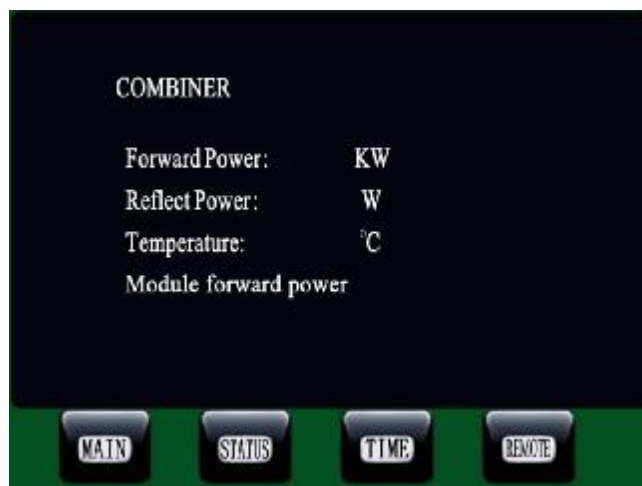 COMBINER
Forward Power: KW
Reflect Power: W
Temperature: °C
Module forward power
MAIN STATUS TIME REMOTE